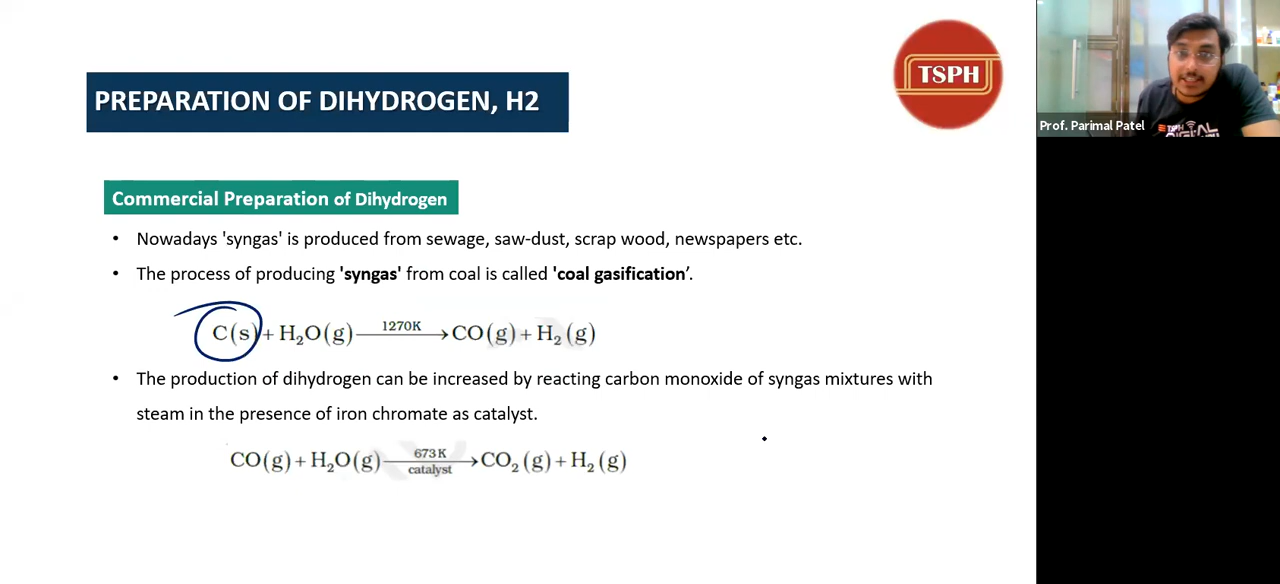 TSPH
PREPARATION OF DIHYDROGEN, H2
Prof. Parimal Patel
Commercial Preparation of Dihydrogen
• Nowadays 'syngas' is produced from sewage, saw-dust, scrap wood, newspapers etc.
• The process of producing 'syngas' from coal is called 'coal gasification’.
C(s) + H₂O(g) —1270K→ CO(g) + H₂(g)
• The production of dihydrogen can be increased by reacting carbon monoxide of syngas mixtures with
steam in the presence of iron chromate as catalyst.
CO(g) + H₂O(g) —673K catalyst→ CO₂(g) + H₂(g)